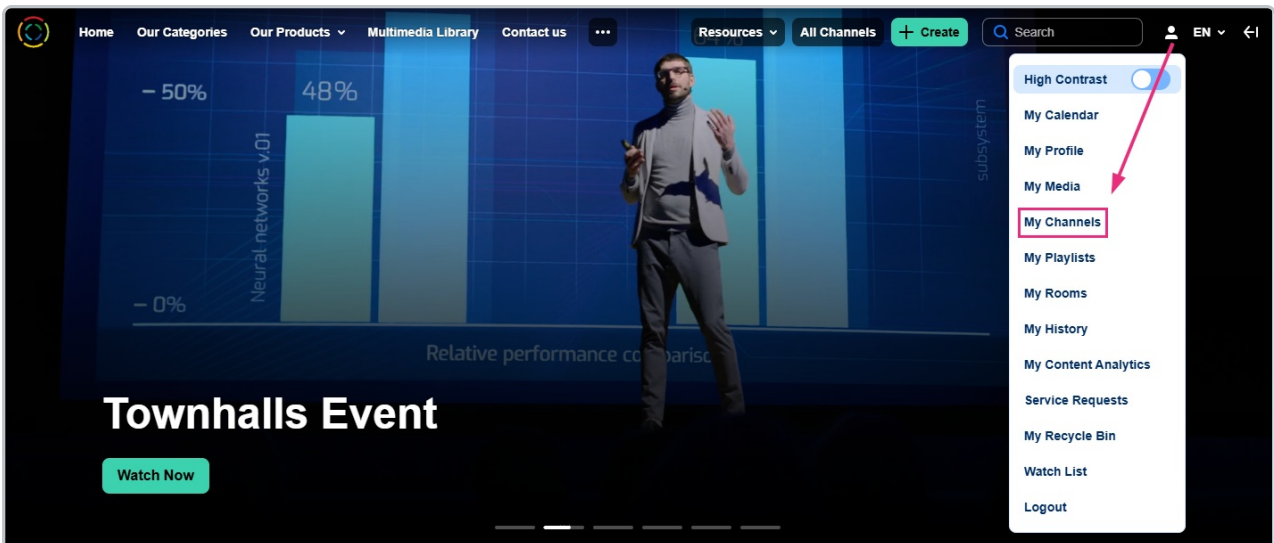 Home Our Categories Our Products Multimedia Library Contact us ••• Resources All Channels + Create Search EN
64%
High Contrast
– 50% 48%
My Calendar
subsystem
My Profile
Neural networks v.01
My Media
My Channels
My Playlists
My Rooms
– 0%
My History
Relative performance comparison
My Content Analytics
Townhalls Event
Service Requests
My Recycle Bin
Watch Now
Watch List
Logout